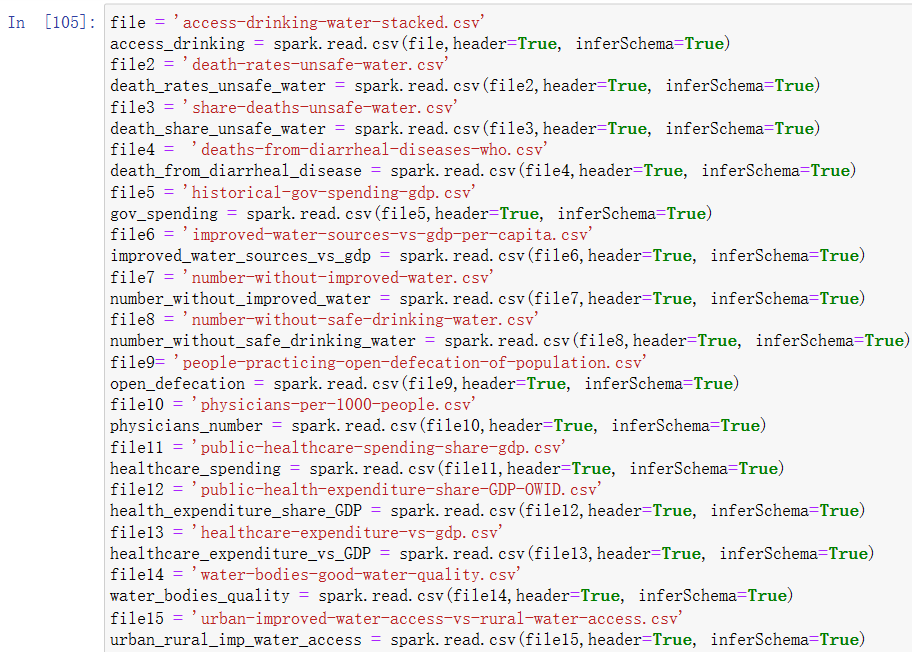 In [105]: file = 'access-drinking-water-stacked.csv'
access_drinking = spark.read.csv(file,header=True, inferSchema=True)
file2 = 'death-rates-unsafe-water.csv'
death_rates_unsafe_water = spark.read.csv(file2,header=True, inferSchema=True)
file3 = 'share-deaths-unsafe-water.csv'
death_share_unsafe_water = spark.read.csv(file3,header=True, inferSchema=True)
file4 =  'deaths-from-diarrheal-diseases-who.csv'
death_from_diarrheal_disease = spark.read.csv(file4,header=True, inferSchema=True)
file5 = 'historical-gov-spending-gdp.csv'
gov_spending = spark.read.csv(file5,header=True, inferSchema=True)
file6 = 'improved-water-sources-vs-gdp-per-capita.csv'
improved_water_sources_vs_gdp = spark.read.csv(file6,header=True, inferSchema=True)
file7 = 'number-without-improved-water.csv'
number_without_improved_water = spark.read.csv(file7,header=True, inferSchema=True)
file8 = 'number-without-safe-drinking-water.csv'
number_without_safe_drinking_water = spark.read.csv(file8,header=True, inferSchema=True)
file9= 'people-practicing-open-defecation-of-population.csv'
open_defecation = spark.read.csv(file9,header=True, inferSchema=True)
file10 = 'physicians-per-1000-people.csv'
physicians_number = spark.read.csv(file10,header=True, inferSchema=True)
file11 = 'public-healthcare-spending-share-gdp.csv'
healthcare_spending = spark.read.csv(file11,header=True, inferSchema=True)
file12 = 'public-health-expenditure-share-GDP-OWID.csv'
health_expenditure_share_GDP = spark.read.csv(file12,header=True, inferSchema=True)
file13 = 'healthcare-expenditure-vs-gdp.csv'
healthcare_expenditure_vs_GDP = spark.read.csv(file13,header=True, inferSchema=True)
file14 = 'water-bodies-good-water-quality.csv'
water_bodies_quality = spark.read.csv(file14,header=True, inferSchema=True)
file15 = 'urban-improved-water-access-vs-rural-water-access.csv'
urban_rural_imp_water_access = spark.read.csv(file15,header=True, inferSchema=True)